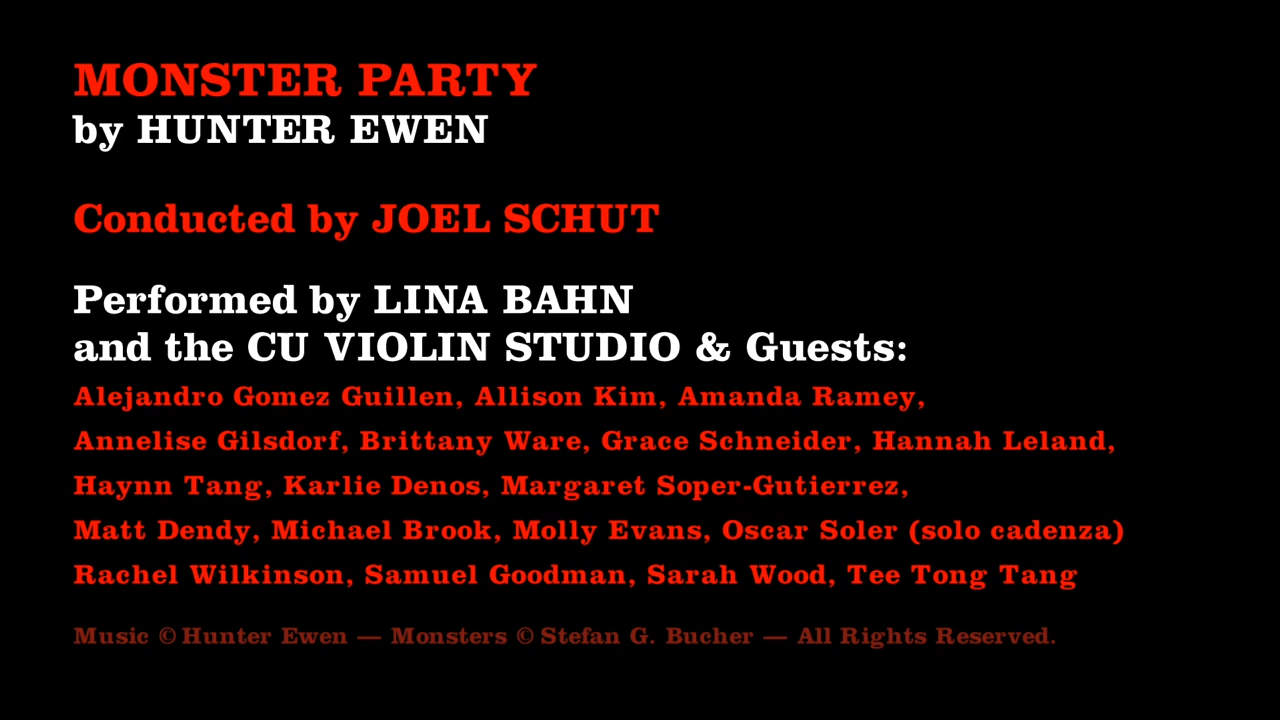 MONSTER PARTY
by HUNTER EWEN
Conducted by JOEL SCHUT
Performed by LINA BAHN
and the CU VIOLIN STUDIO & Guests:
Alejandro Gomez Guillen, Allison Kim, Amanda Ramey,
Annelise Gilsdorf, Brittany Ware, Grace Schneider, Hannah Leland,
Haynn Tang, Karlie Denos, Margaret Soper-Gutierrez,
Matt Dendy, Michael Brook, Molly Evans, Oscar Soler (solo cadenza)
Rachel Wilkinson, Samuel Goodman, Sarah Wood, Tee Tong Tang
Music © Hunter Ewen — Monsters © Stefan G. Bucher — All Rights Reserved.